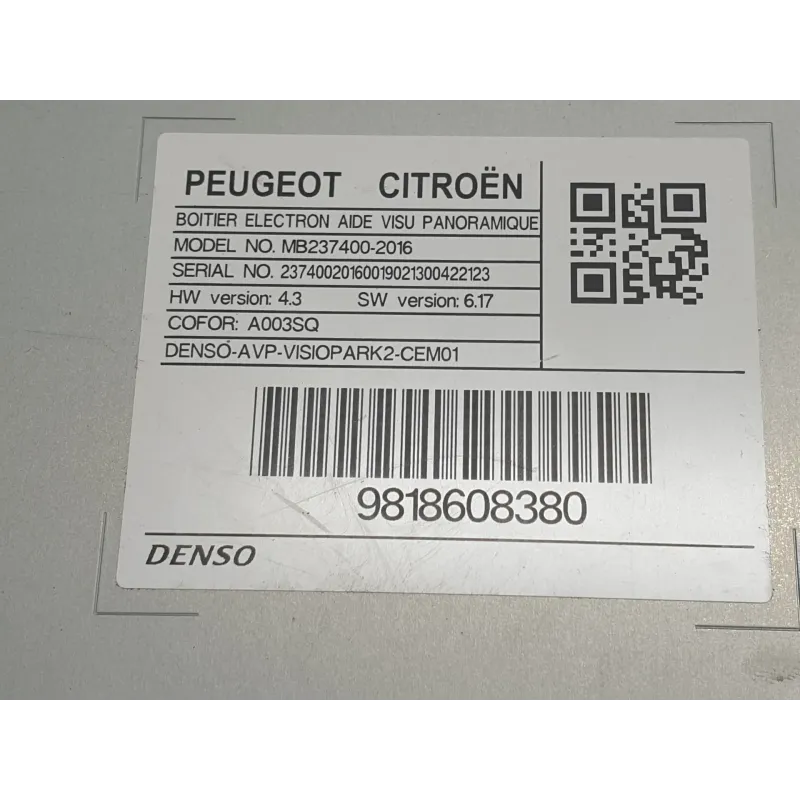 PEUGEOT CITROËN
BOITIER ELECTRON AIDE VISU PANORAMIQUE
MODEL NO. MB237400-2016
SERIAL NO. 23740020160019021300422123
HW version: 4.3 SW version: 6.17
COFOR: A003SQ
DENSO-AVP-VISIOPARK2-CEM01
9818608380
DENSO